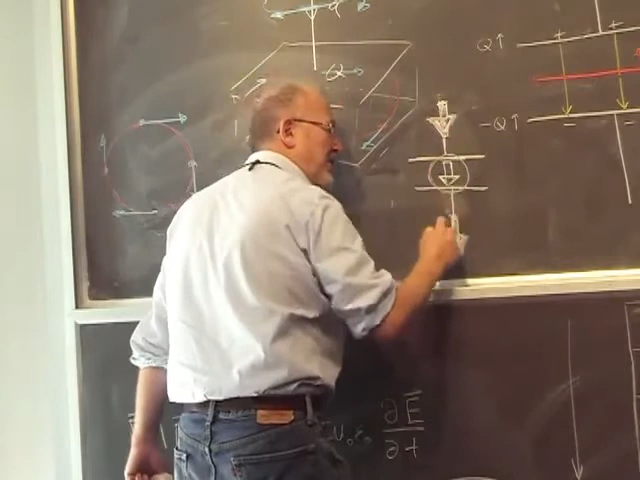 Q
Q↑
+ +
-Q↑
- -
μ₀ε₀ ∂E⃗/∂t